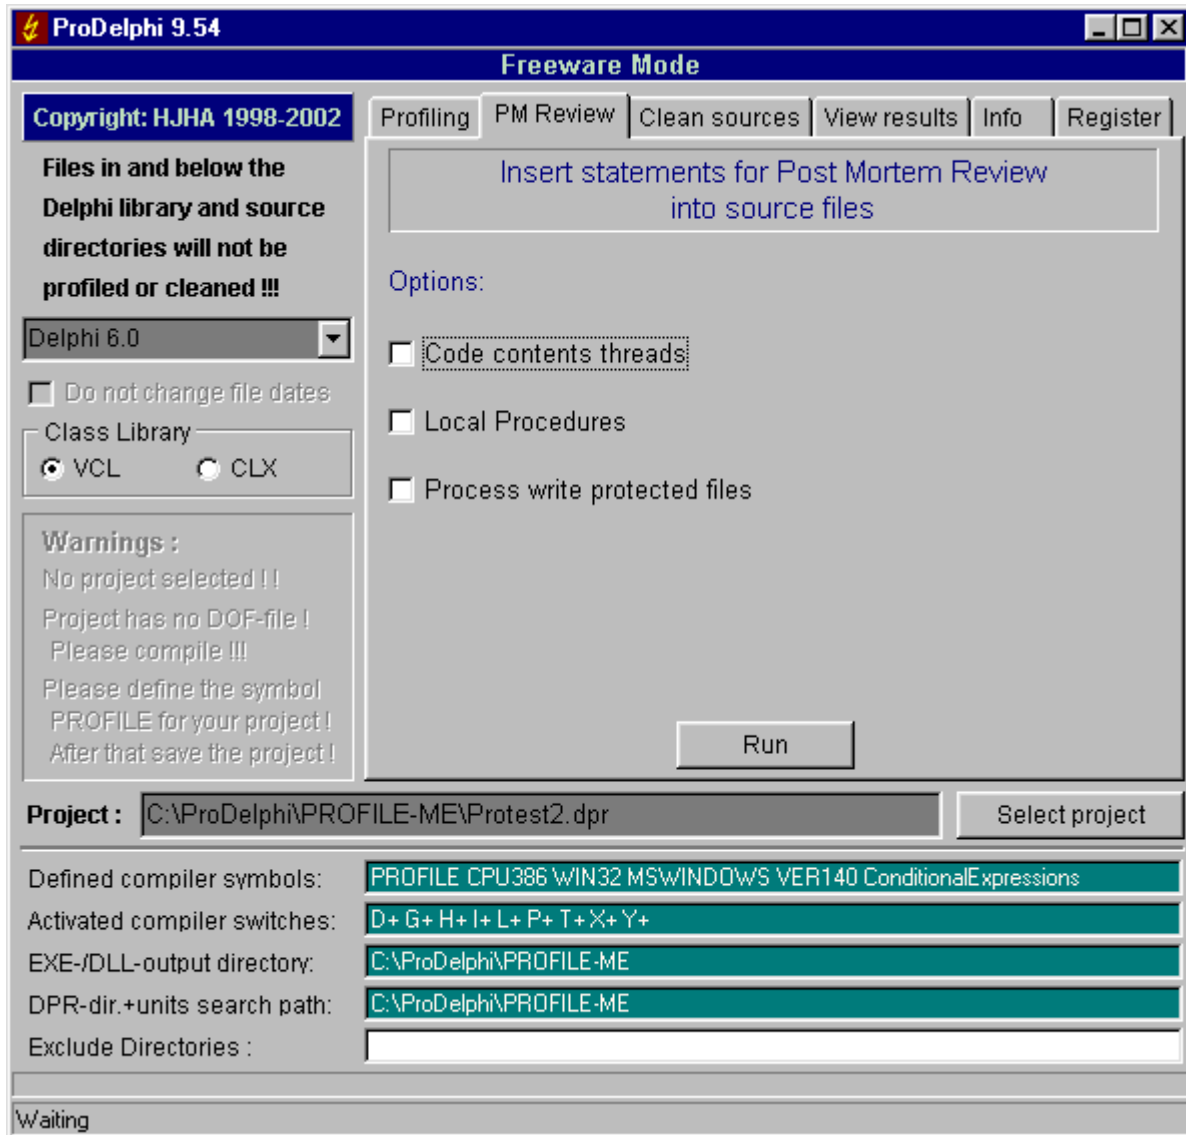 ProDelphi 9.54
Freeware Mode
Copyright: HJHA 1998-2002
Files in and below the
Delphi library and source
directories will not be
profiled or cleaned !!!
Delphi 6.0
Do not change file dates
Class Library
VCL
CLX
Warnings :
No project selected ! !
Project has no DOF-file !
Please compile !!!
Please define the symbol
PROFILE for your project !
After that save the project !
Profiling
PM Review
Clean sources
View results
Info
Register
Insert statements for Post Mortem Review
into source files
Options:
Code contents threads
Local Procedures
Process write protected files
Run
Project : C:\ProDelphi\PROFILE-ME\Protest2.dpr
Select project
Defined compiler symbols: PROFILE CPU386 WIN32 MSWINDOWS VER140 ConditionalExpressions
Activated compiler switches: D+ G+ H+ I+ L+ P+ T+ X+ Y+
EXE-/DLL-output directory: C:\ProDelphi\PROFILE-ME
DPR-dir.+units search path: C:\ProDelphi\PROFILE-ME
Exclude Directories :
Waiting